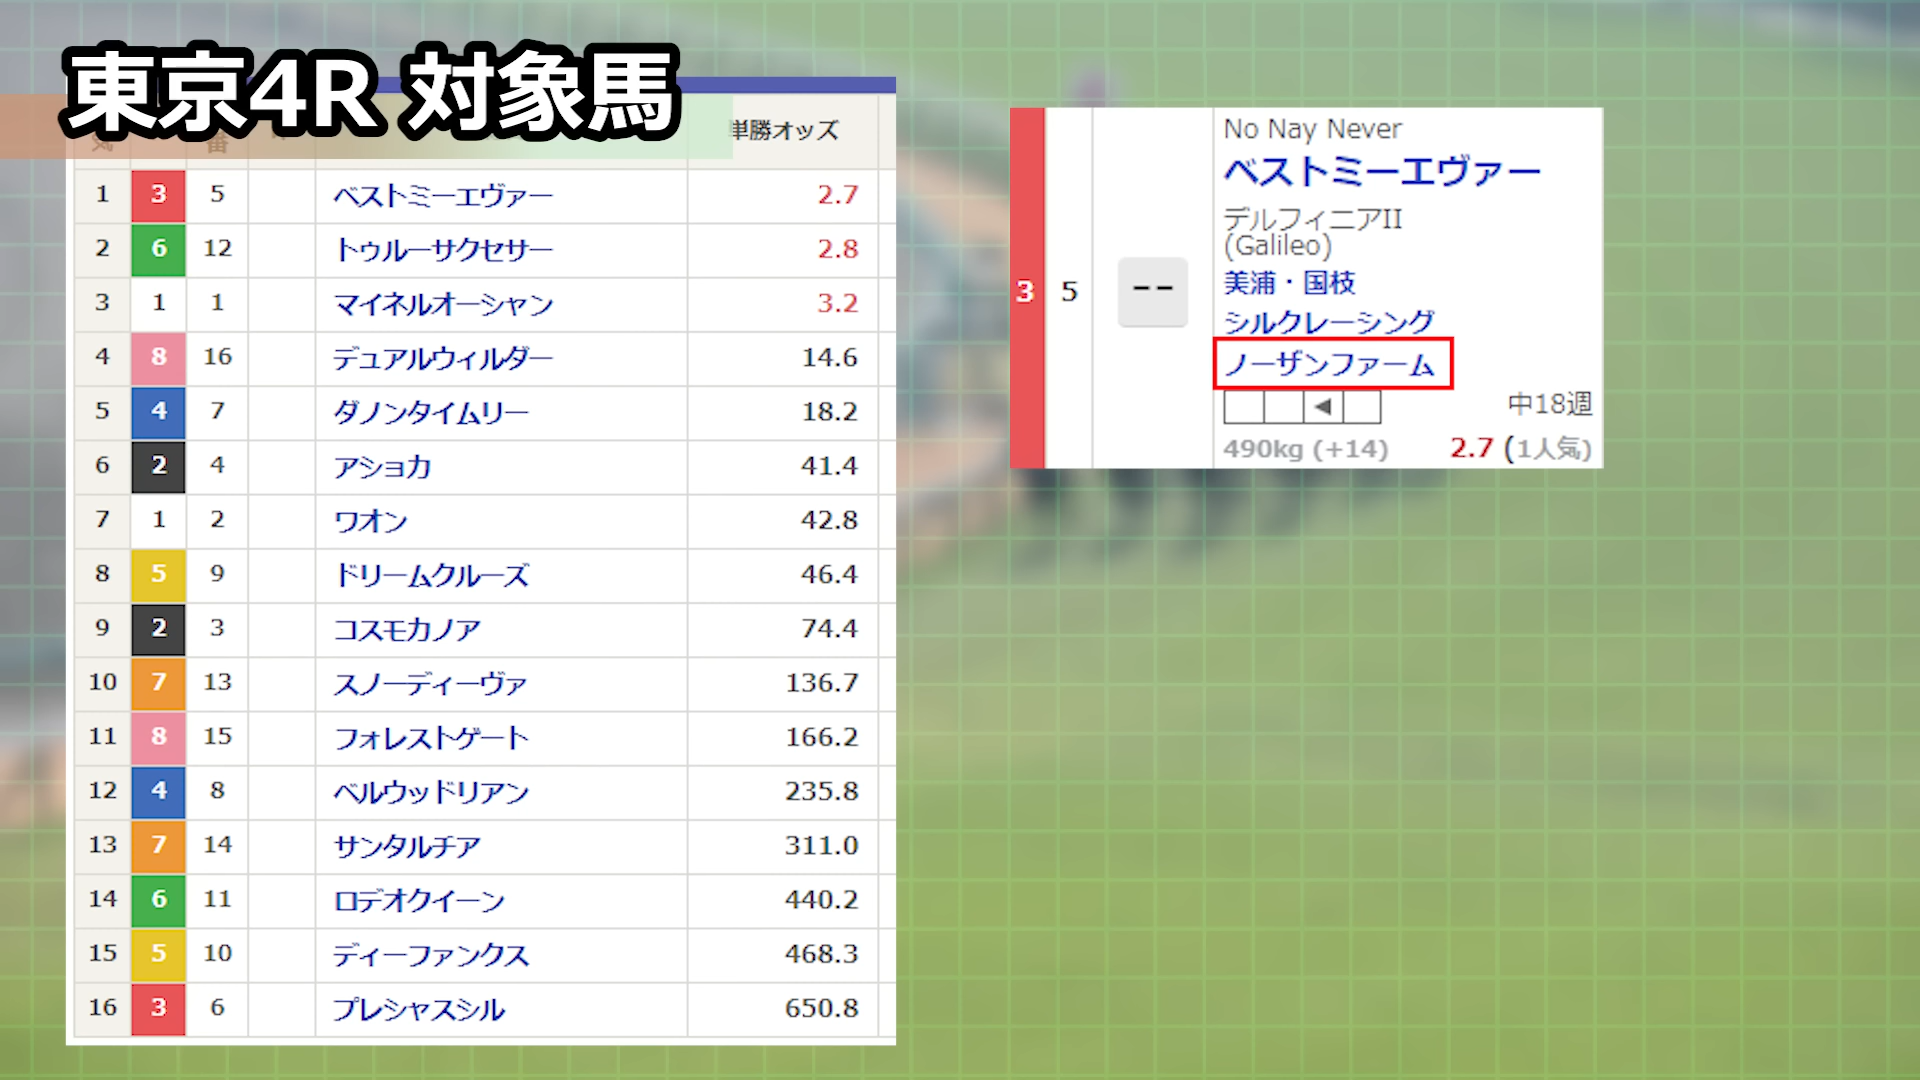 東京4R 対象馬
気 番 単勝オッズ
1 3 5 ベストミーエヴァー 2.7
2 6 12 トゥルーサクセサー 2.8
3 1 1 マイネルオーシャン 3.2
4 8 16 デュアルウィルダー 14.6
5 4 7 ダノンタイムリー 18.2
6 2 4 アショカ 41.4
7 1 2 ワオン 42.8
8 5 9 ドリームクルーズ 46.4
9 2 3 コスモカノア 74.4
10 7 13 スノーディーヴァ 136.7
11 8 15 フォレストゲート 166.2
12 4 8 ベルウッドリアン 235.8
13 7 14 サンタルチア 311.0
14 6 11 ロデオクイーン 440.2
15 5 10 ディーファンクス 468.3
16 3 6 プレシャスシル 650.8
No Nay Never
ベストミーエヴァー
デルフィニアII
(Galileo)
美浦・国枝
3 5 --
シルクレーシング
ノーザンファーム
中18週
490kg (+14) 2.7 (1人気)